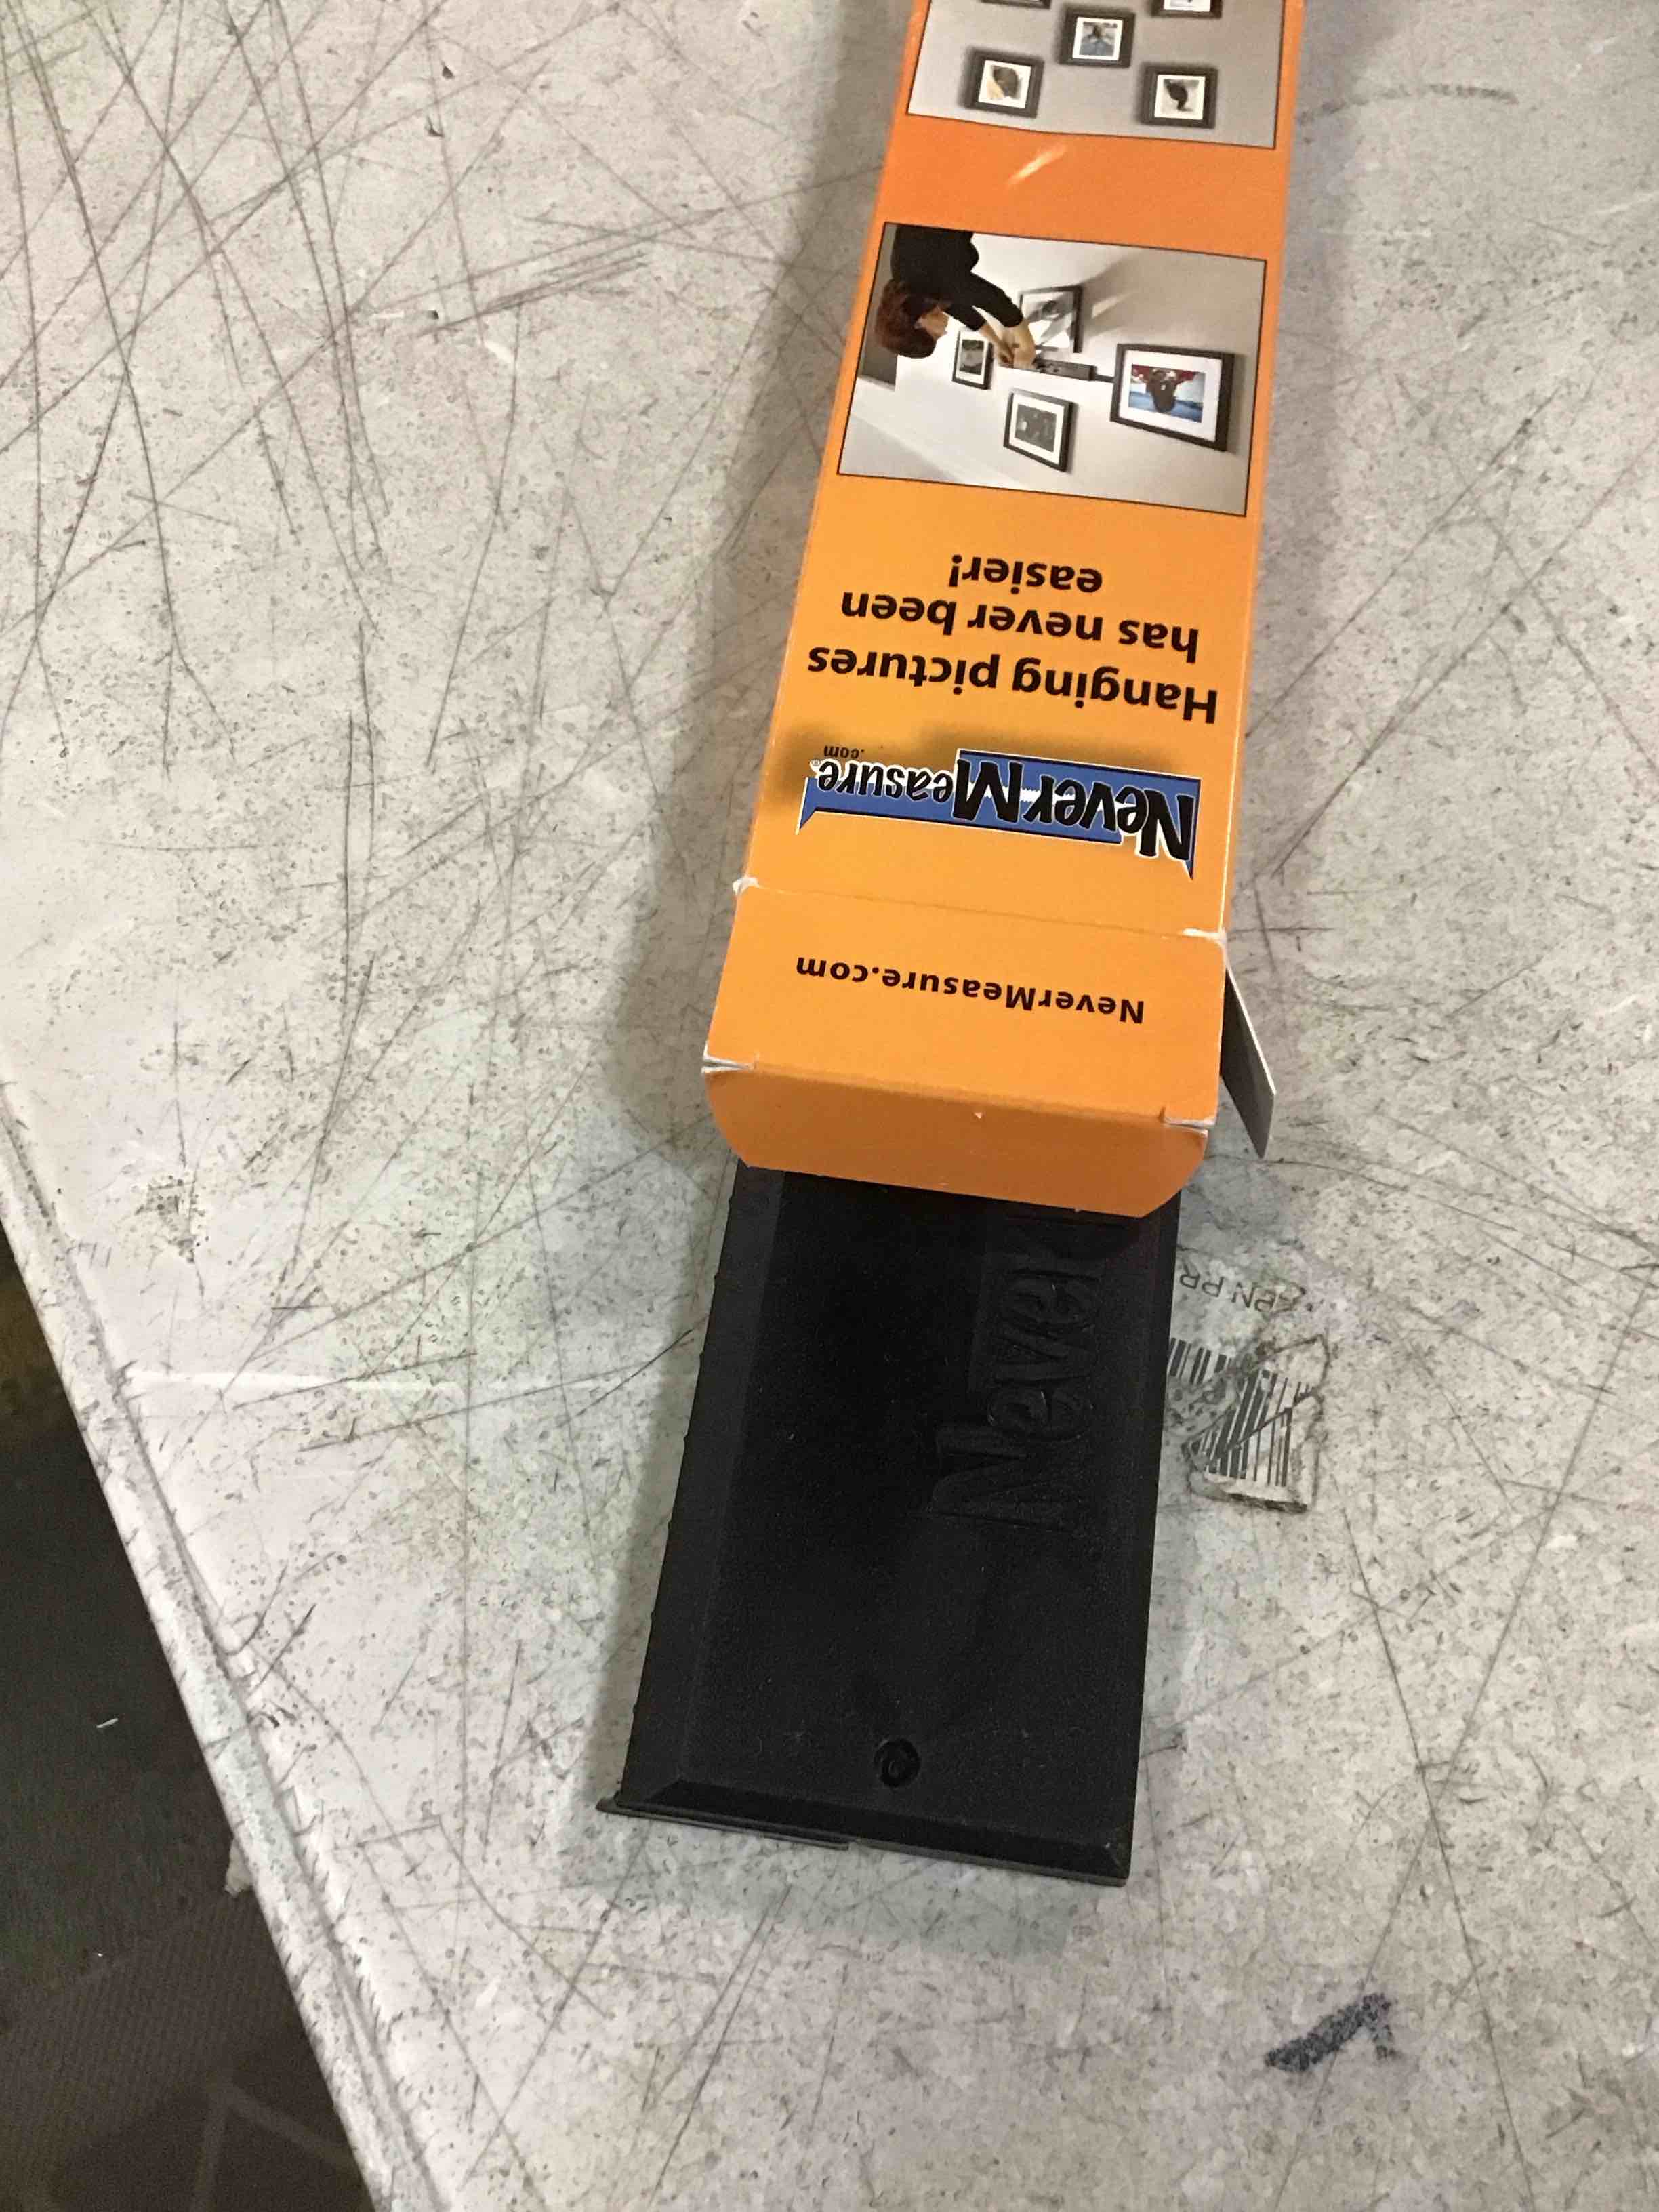 Hanging pictures
has never been
easier!
NeverMeasure®
.com
NeverMeasure.com
Never